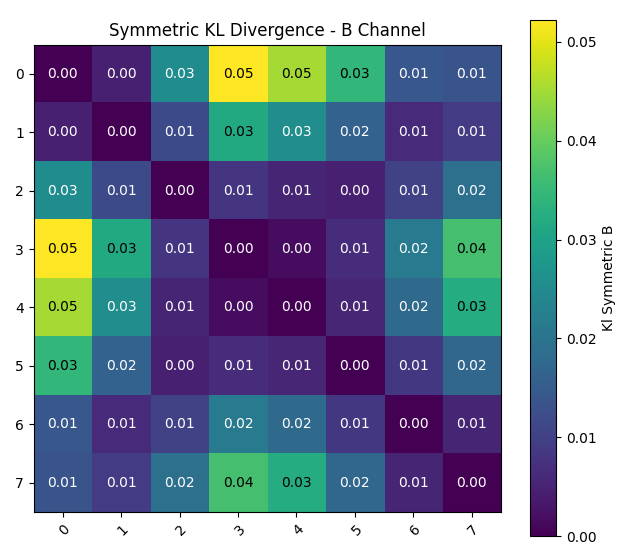 Symmetric KL Divergence - B Channel
0 0.00 0.00 0.03 0.05 0.05 0.03 0.01 0.01
1 0.00 0.00 0.01 0.03 0.03 0.02 0.01 0.01
2 0.03 0.01 0.00 0.01 0.01 0.00 0.01 0.02
3 0.05 0.03 0.01 0.00 0.00 0.01 0.02 0.04
4 0.05 0.03 0.01 0.00 0.00 0.01 0.02 0.03
5 0.03 0.02 0.00 0.01 0.01 0.00 0.01 0.02
6 0.01 0.01 0.01 0.02 0.02 0.01 0.00 0.01
7 0.01 0.01 0.02 0.04 0.03 0.02 0.01 0.00
0 1 2 3 4 5 6 7
0.05
0.04
0.03
0.02
0.01
0.00
Kl Symmetric B